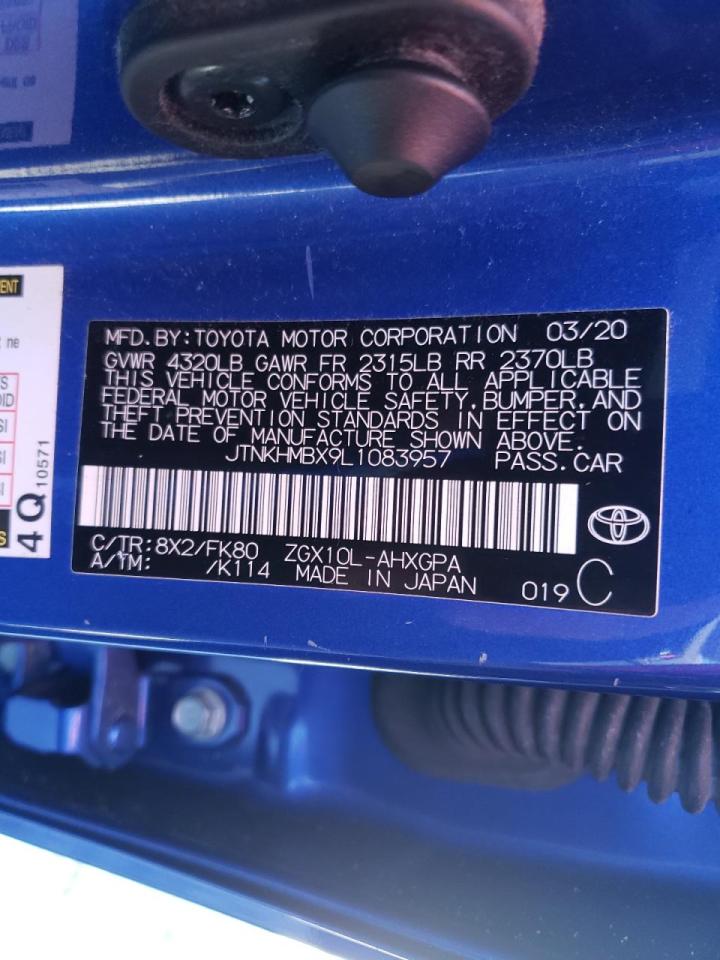 MFD.BY:TOYOTA MOTOR CORPORATION 03/20
GVWR 4320LB GAWR FR 2315LB RR 2370LB
THIS VEHICLE CONFORMS TO ALL APPLICABLE
FEDERAL MOTOR VEHICLE SAFETY,BUMPER,AND
THEFT PREVENTION STANDARDS IN EFFECT ON
THE DATE OF MANUFACTURE SHOWN ABOVE.
JTNKHMBX9L1083957 PASS.CAR
C/TR:8X2/FK80 ZGX10L-AHXGPA
A/TM: /K114 MADE IN JAPAN 019 C
4Q 10571